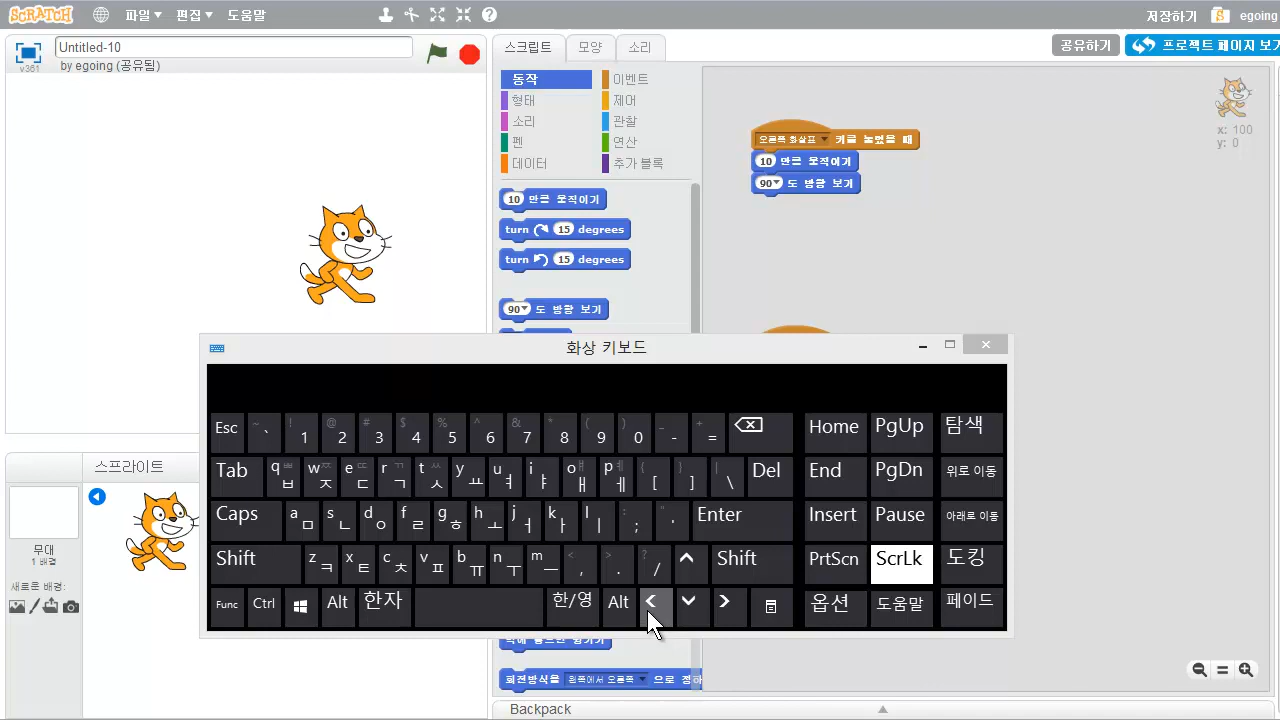 SCRATCH 파일 편집 도움말 저장하기 egoing
Untitled-10
by egoing (공유됨)
v361
스크립트 모양 소리
공유하기 프로젝트 페이지 보기
동작 이벤트
형태 제어
소리 관찰
펜 연산
데이터 추가 블록
10 만큼 움직이기
turn 15 degrees
turn 15 degrees
90 도 방향 보기
오른쪽 화살표 키를 눌렀을 때
10 만큼 움직이기
90 도 방향 보기
x: 100
y: 0
화상 키보드
Esc ~ ` ! 1 @ 2 # 3 $ 4 % 5 ^ 6 & 7 * 8 ( 9 ) 0 _ - + = Home PgUp 탐색
Tab q ㅃ ㅂ w ㅉ ㅈ e ㄸ ㄷ r ㄲ ㄱ t ㅆ ㅅ y ㅛ u ㅕ i ㅑ o ㅒ ㅐ p ㅖ ㅔ { [ } ] | \ Del End PgDn 위로 이동
Caps a ㅁ s ㄴ d ㅇ f ㄹ g ㅎ h ㅗ j ㅓ k ㅏ l ㅣ : ; " ' Enter Insert Pause 아래로 이동
Shift z ㅋ x ㅌ c ㅊ v ㅍ b ㅠ n ㅜ m ㅡ < , > . ? / Shift PrtScn ScrLk 도킹
Func Ctrl Alt 한자 한/영 Alt 옵션 도움말 페이드
스프라이트
무대
1 배경
새로운 배경:
회전방식을 왼쪽에서 오른쪽 으로 정하
Backpack